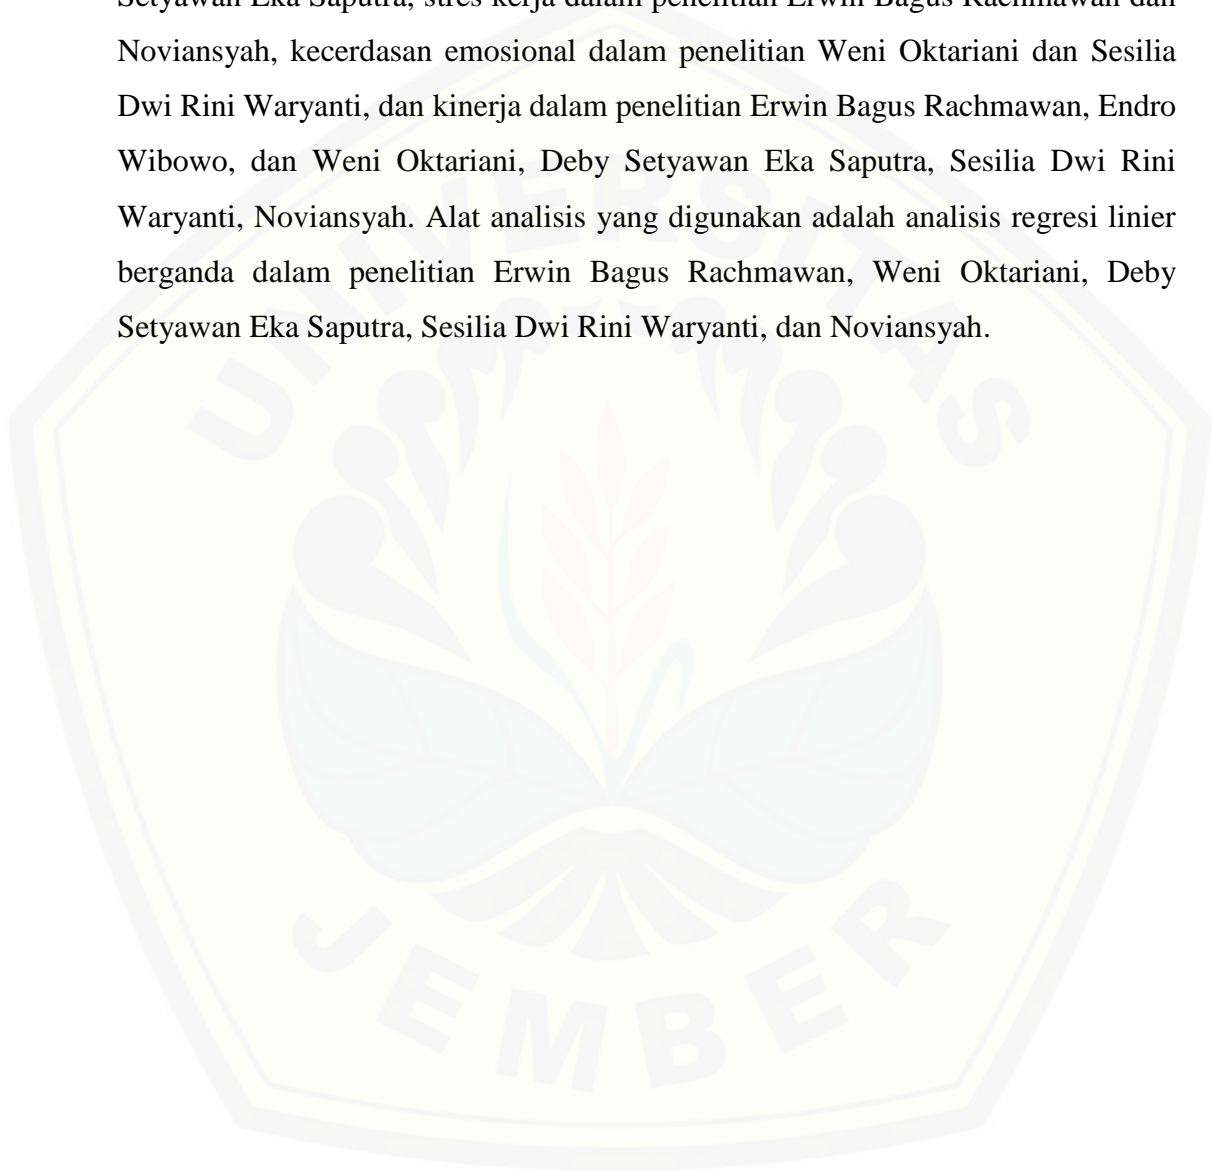 Setyawan Eka Saputra, stres kerja dalam penelitian Erwin Bagus Rachmawan dan
Noviansyah, kecerdasan emosional dalam penelitian Weni Oktariani dan Sesilia
Dwi Rini Waryanti, dan kinerja dalam penelitian Erwin Bagus Rachmawan, Endro
Wibowo, dan Weni Oktariani, Deby Setyawan Eka Saputra, Sesilia Dwi Rini
Waryanti, Noviansyah. Alat analisis yang digunakan adalah analisis regresi linier
berganda dalam penelitian Erwin Bagus Rachmawan, Weni Oktariani, Deby
Setyawan Eka Saputra, Sesilia Dwi Rini Waryanti, dan Noviansyah.
UNIVERSITAS
JEMBER